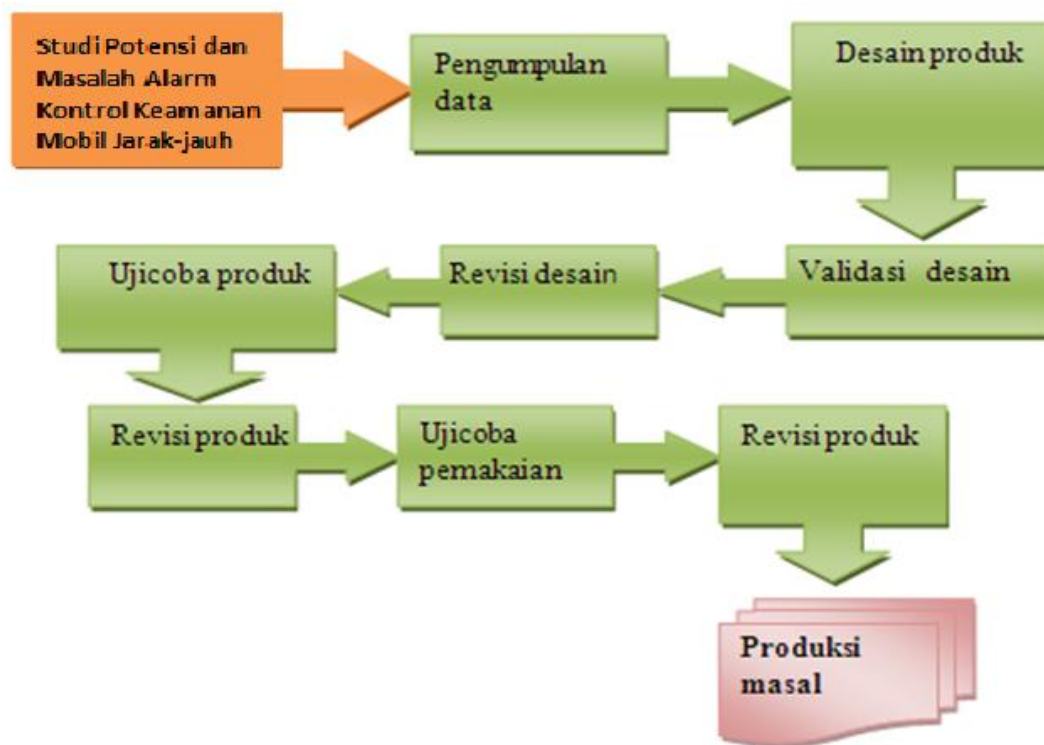 Studi Potensi dan
Masalah Alarm
Kontrol Keamanan
Mobil Jarak-jauh
Pengumpulan
data
Desain produk
Validasi desain
Revisi desain
Ujicoba produk
Revisi produk
Ujicoba
pemakaian
Revisi produk
Produksi
masal